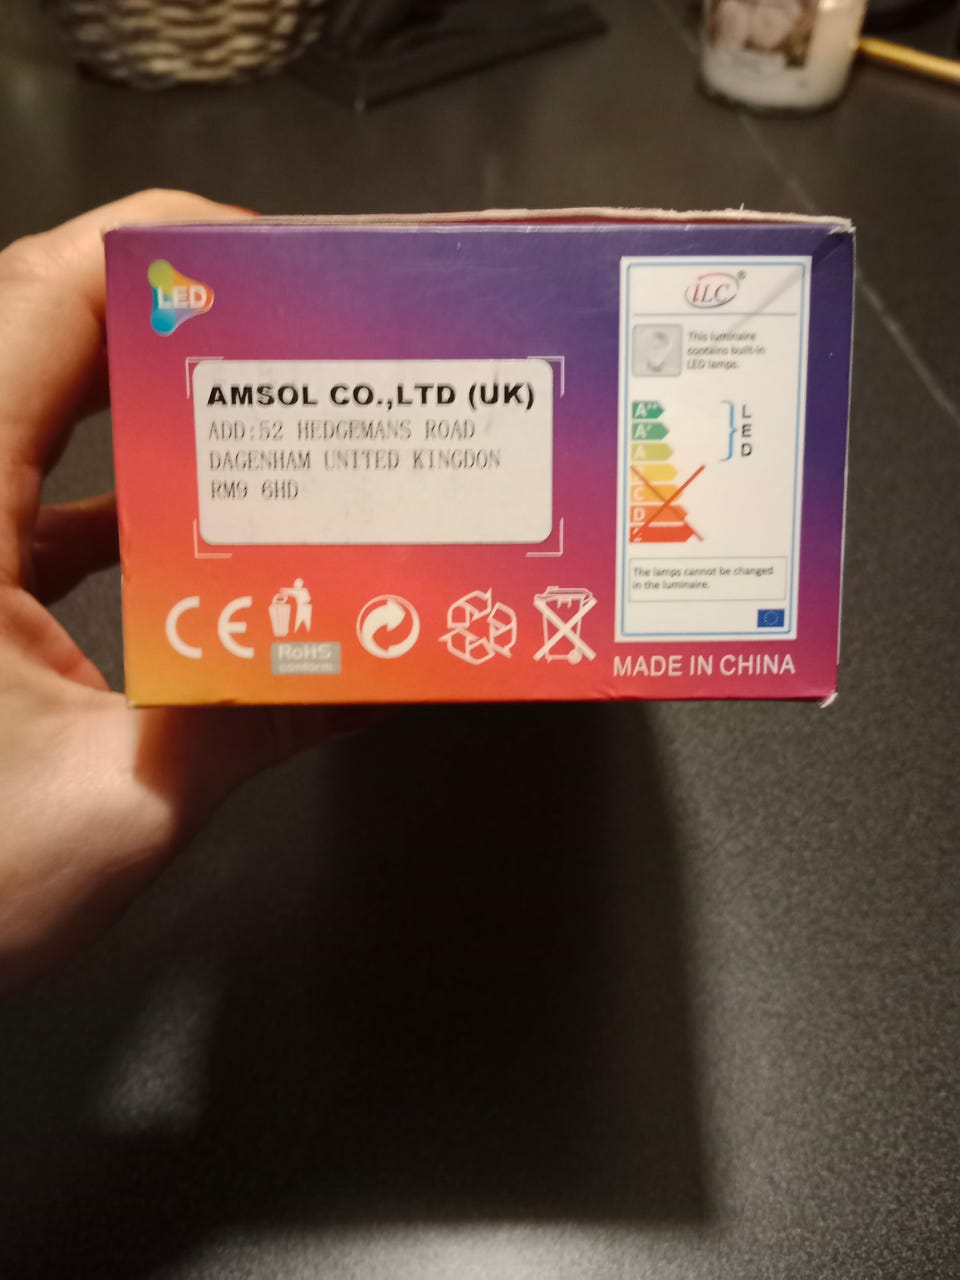 LED
AMSOL CO.,LTD (UK)
ADD:52 HEDGEMANS ROAD
DAGENHAM UNITED KINGDON
RM9 6HD
CE
RoHS
conform
iLC®
This luminaire
contains built-in
LED lamps.
A++
A+
A
C
D
L
E
D
The lamps cannot be changed
in the luminaire.
MADE IN CHINA